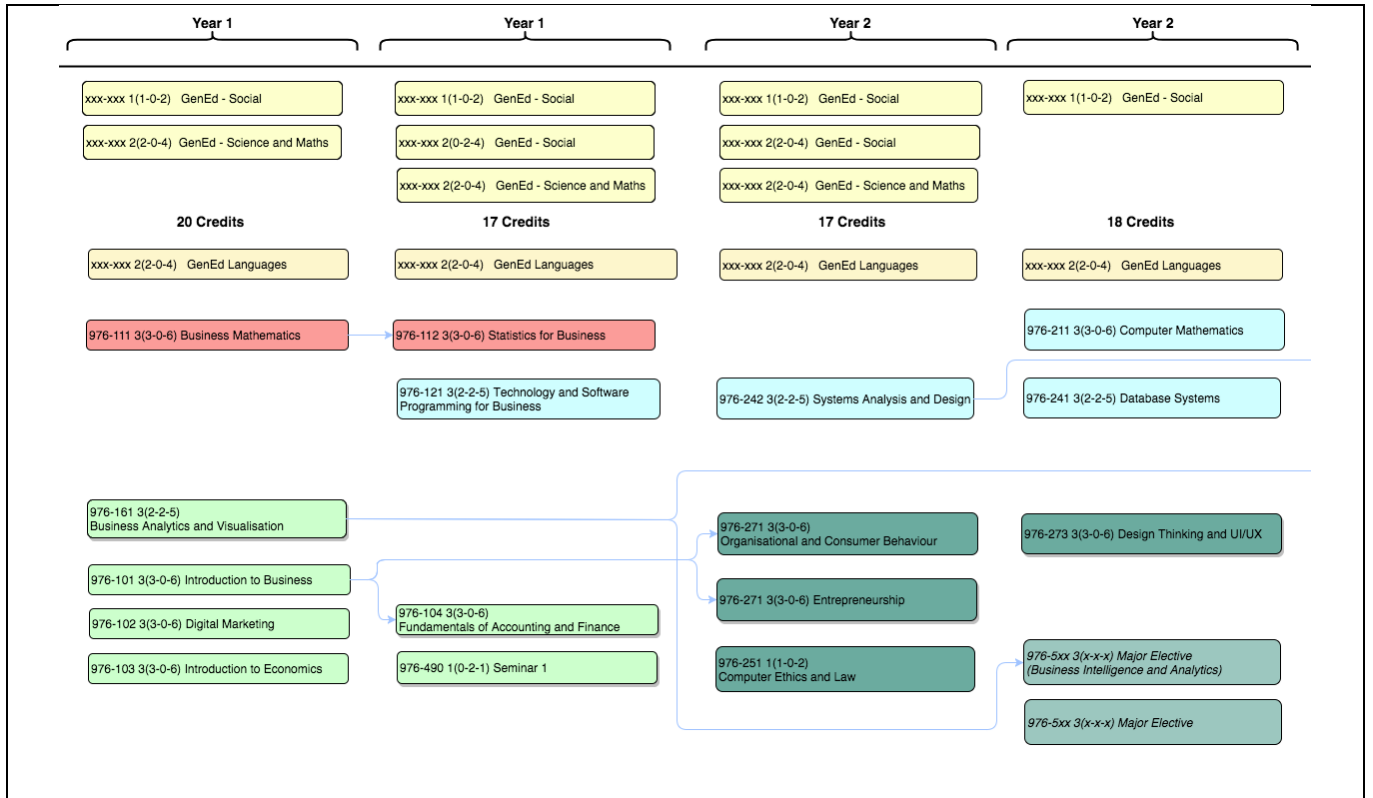 Year 1
Year 1
Year 2
Year 2
xxx-xxx 1(1-0-2) GenEd - Social
xxx-xxx 1(1-0-2) GenEd - Social
xxx-xxx 1(1-0-2) GenEd - Social
xxx-xxx 1(1-0-2) GenEd - Social
xxx-xxx 2(2-0-4) GenEd - Science and Maths
xxx-xxx 2(0-2-4) GenEd - Social
xxx-xxx 2(2-0-4) GenEd - Social
xxx-xxx 2(2-0-4) GenEd - Science and Maths
xxx-xxx 2(2-0-4) GenEd - Science and Maths
20 Credits
17 Credits
17 Credits
18 Credits
xxx-xxx 2(2-0-4) GenEd Languages
xxx-xxx 2(2-0-4) GenEd Languages
xxx-xxx 2(2-0-4) GenEd Languages
xxx-xxx 2(2-0-4) GenEd Languages
976-111 3(3-0-6) Business Mathematics
976-112 3(3-0-6) Statistics for Business
976-211 3(3-0-6) Computer Mathematics
976-121 3(2-2-5) Technology and Software
Programming for Business
976-242 3(2-2-5) Systems Analysis and Design
976-241 3(2-2-5) Database Systems
976-161 3(2-2-5)
Business Analytics and Visualisation
976-271 3(3-0-6)
Organisational and Consumer Behaviour
976-273 3(3-0-6) Design Thinking and UI/UX
976-101 3(3-0-6) Introduction to Business
976-271 3(3-0-6) Entrepreneurship
976-104 3(3-0-6)
Fundamentals of Accounting and Finance
976-102 3(3-0-6) Digital Marketing
976-103 3(3-0-6) Introduction to Economics
976-490 1(0-2-1) Seminar 1
976-251 1(1-0-2)
Computer Ethics and Law
976-5xx 3(x-x-x) Major Elective
(Business Intelligence and Analytics)
976-5xx 3(x-x-x) Major Elective